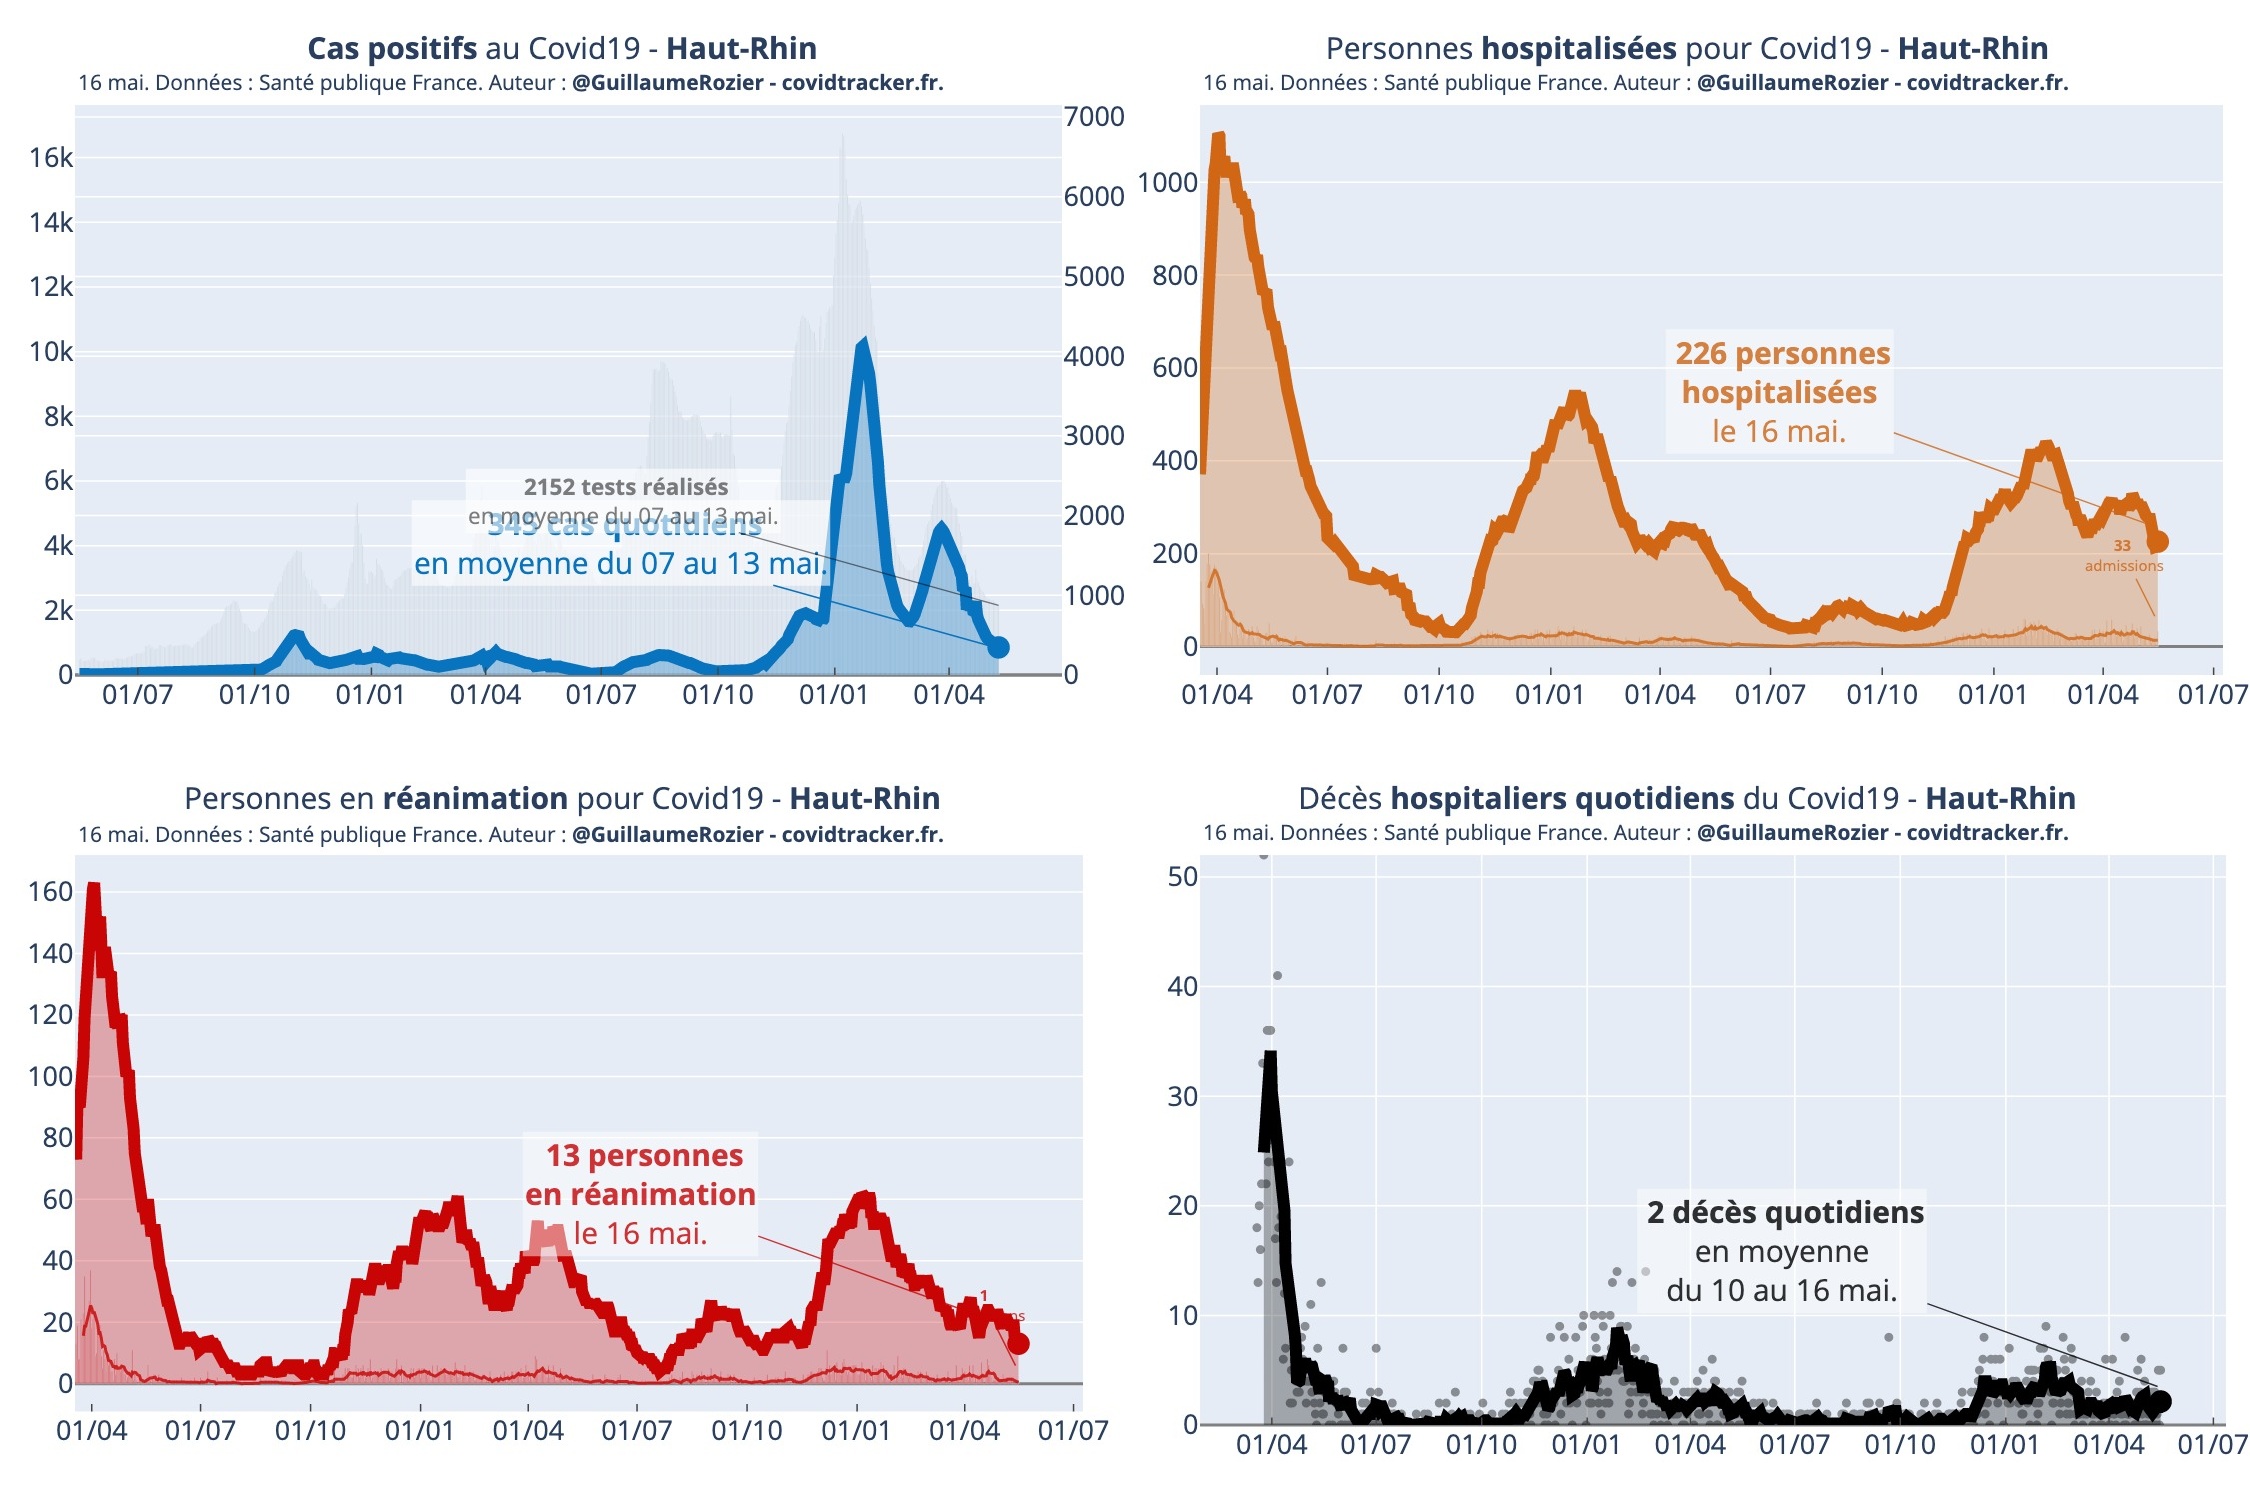 Cas positifs au Covid19 - Haut-Rhin
16 mai. Données : Santé publique France. Auteur : @GuillaumeRozier - covidtracker.fr.
7000
16k
6000
14k
5000
12k
10k
4000
8k
3000
6k
2152 tests réalisés
en moyenne du 07 au 13 mai.
2000
343 cas quotidiens
4k
en moyenne du 07 au 13 mai.
1000
2k
0
0
01/07 01/10 01/01 01/04 01/07 01/10 01/01 01/04
Personnes hospitalisées pour Covid19 - Haut-Rhin
16 mai. Données : Santé publique France. Auteur : @GuillaumeRozier - covidtracker.fr.
1000
800
600
226 personnes
hospitalisées
le 16 mai.
400
200
33
admissions
0
01/04 01/07 01/10 01/01 01/04 01/07 01/10 01/01 01/04 01/07
Personnes en réanimation pour Covid19 - Haut-Rhin
16 mai. Données : Santé publique France. Auteur : @GuillaumeRozier - covidtracker.fr.
160
140
120
100
80
13 personnes
en réanimation
le 16 mai.
60
40
1
20
0
01/04 01/07 01/10 01/01 01/04 01/07 01/10 01/01 01/04 01/07
Décès hospitaliers quotidiens du Covid19 - Haut-Rhin
16 mai. Données : Santé publique France. Auteur : @GuillaumeRozier - covidtracker.fr.
50
40
30
20
2 décès quotidiens
en moyenne
du 10 au 16 mai.
10
0
01/04 01/07 01/10 01/01 01/04 01/07 01/10 01/01 01/04 01/07